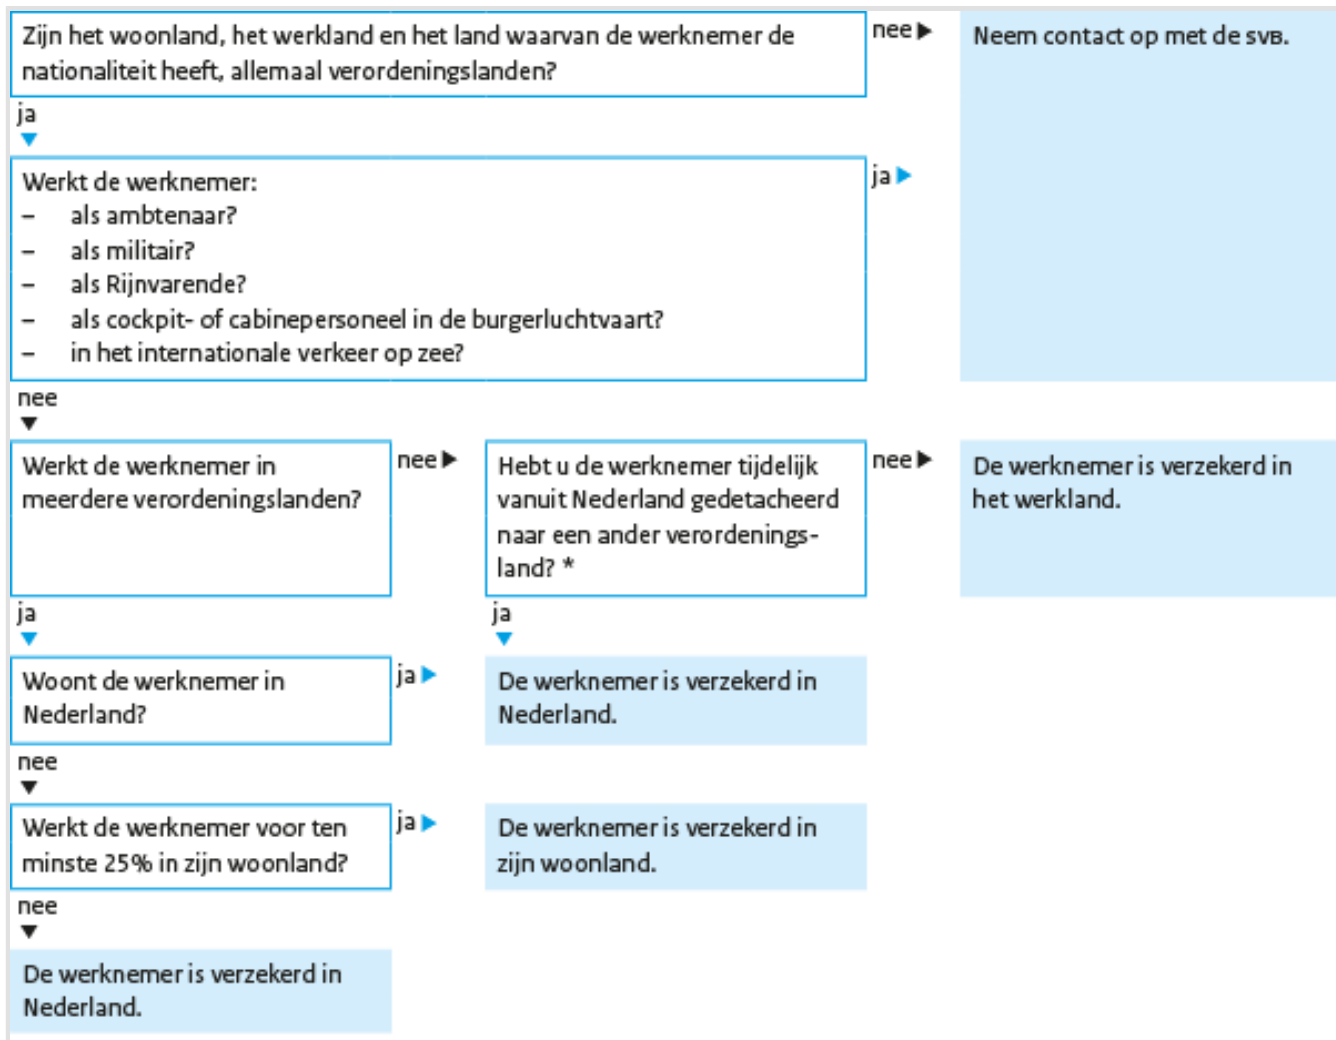 Zijn het woonland, het werkland en het land waarvan de werknemer de
nationaliteit heeft, allemaal verordeningslanden?
nee ▶
Neem contact op met de SVB.
ja
▼
Werkt de werknemer:
– als ambtenaar?
– als militair?
– als Rijnvarende?
– als cockpit- of cabinepersoneel in de burgerluchtvaart?
– in het internationale verkeer op zee?
ja ▶
nee
▼
Werkt de werknemer in
meerdere verordeningslanden?
nee ▶
Hebt u de werknemer tijdelijk
vanuit Nederland gedetacheerd
naar een ander verordenings-
land? *
nee ▶
De werknemer is verzekerd in
het werkland.
ja
▼
ja
▼
Woont de werknemer in
Nederland?
ja ▶
De werknemer is verzekerd in
Nederland.
nee
▼
Werkt de werknemer voor ten
minste 25% in zijn woonland?
ja ▶
De werknemer is verzekerd in
zijn woonland.
nee
▼
De werknemer is verzekerd in
Nederland.